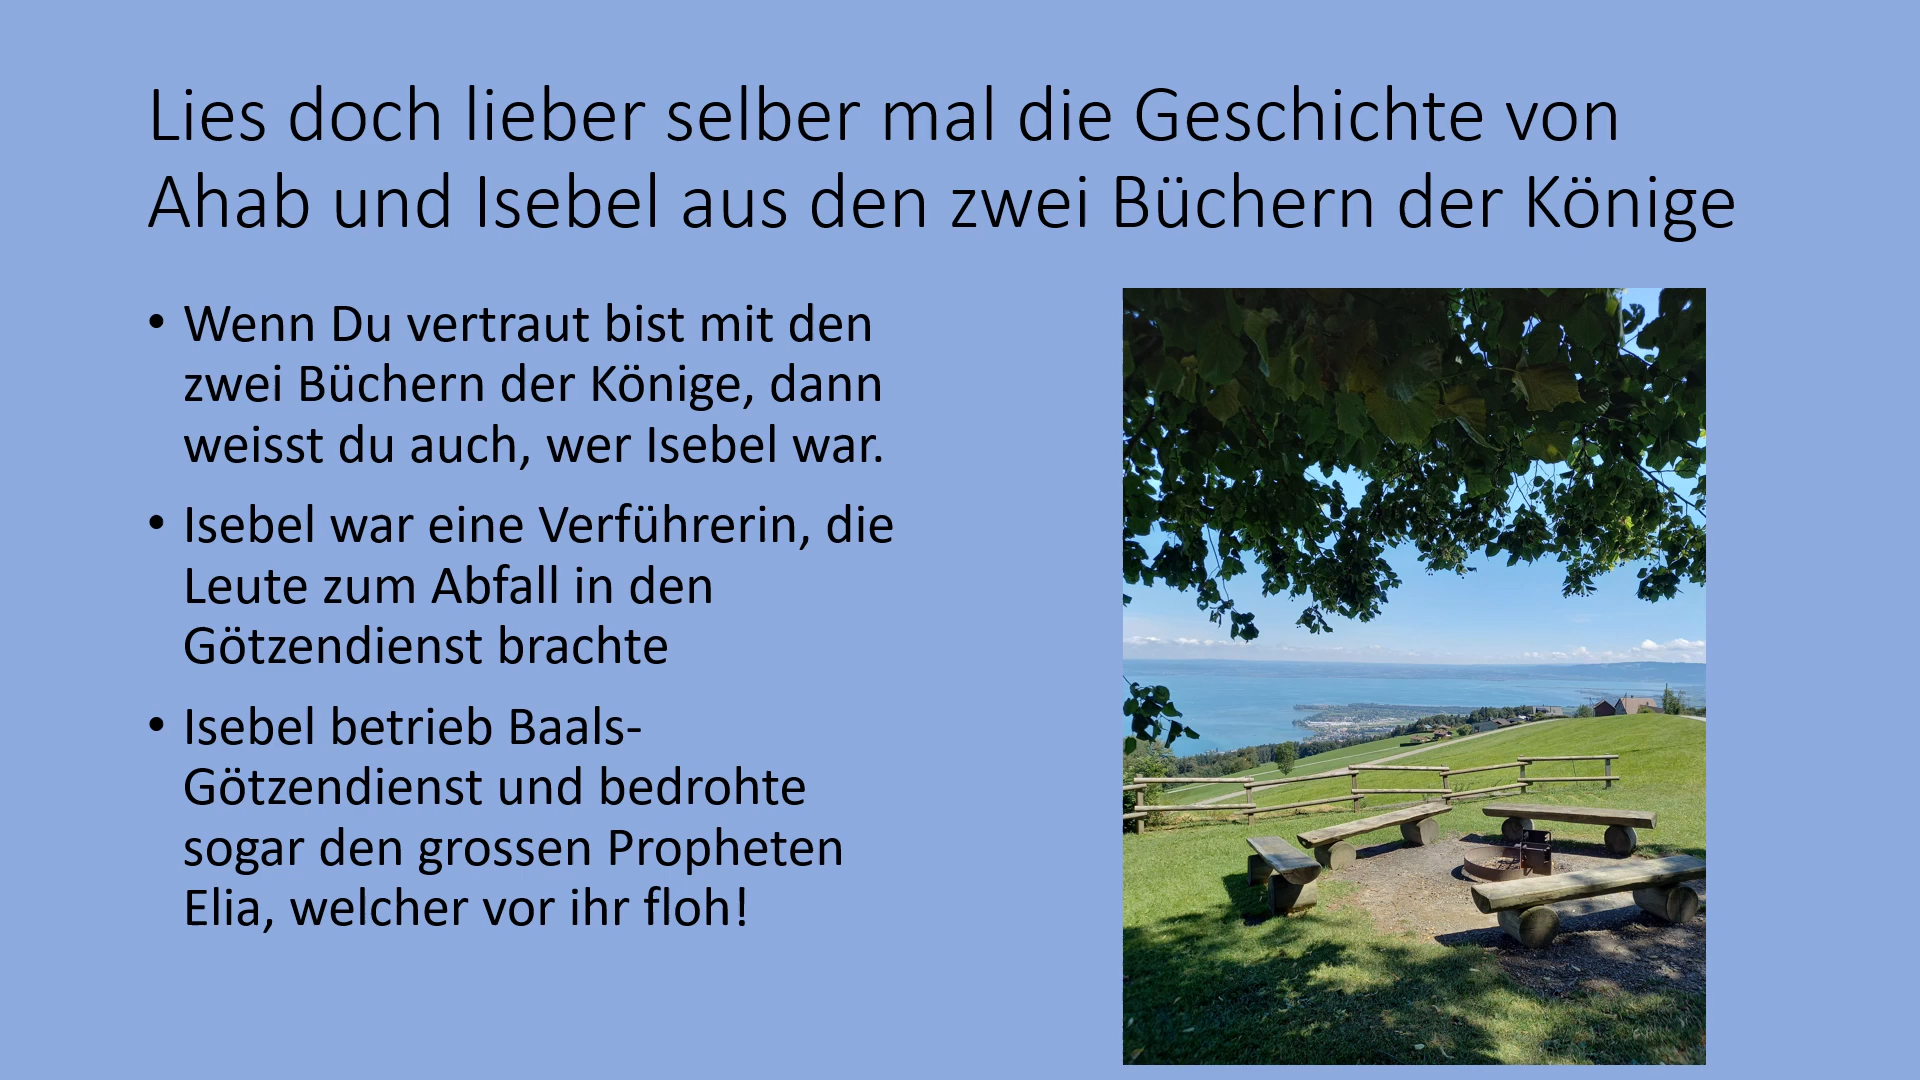 Lies doch lieber selber mal die Geschichte von
Ahab und Isebel aus den zwei Büchern der Könige
• Wenn Du vertraut bist mit den
zwei Büchern der Könige, dann
weisst du auch, wer Isebel war.
• Isebel war eine Verführerin, die
Leute zum Abfall in den
Götzendienst brachte
• Isebel betrieb Baals-
Götzendienst und bedrohte
sogar den grossen Propheten
Elia, welcher vor ihr floh!